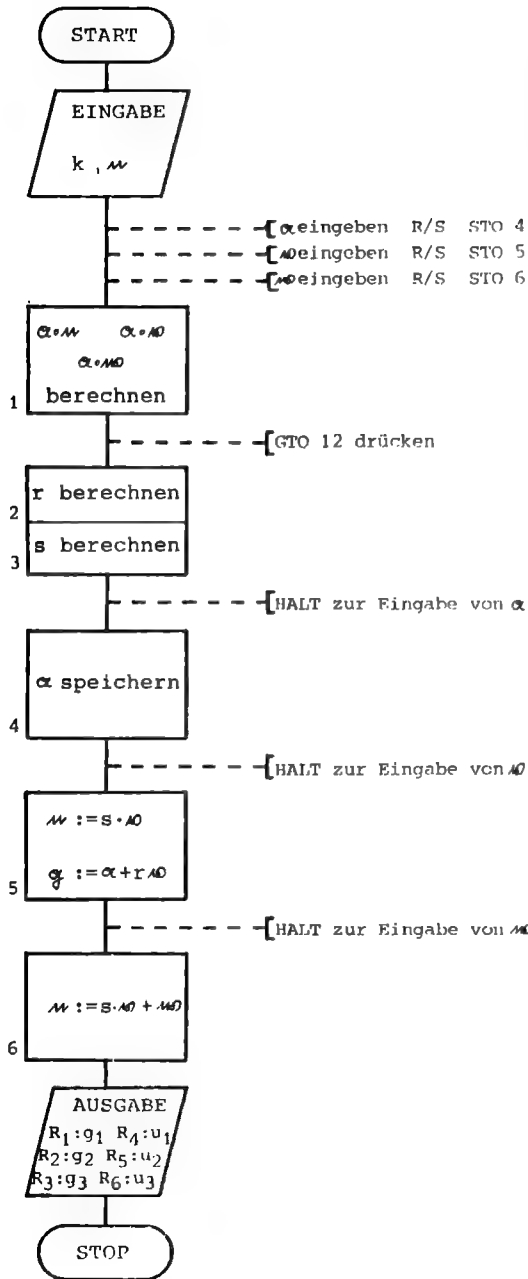 START
EINGABE
k , n
α eingeben R/S STO 4
v eingeben R/S STO 5
w eingeben R/S STO 6
α∘n α∘v
α∘w
1 berechnen
GTO 12 drücken
2 r berechnen
3 s berechnen
HALT zur Eingabe von α
α speichern
4
HALT zur Eingabe von v
u :=s·v
g :=α+rv
5
HALT zur Eingabe von w
u :=s·v+w
6
AUSGABE
R1:g1 R4:u1
R2:g2 R5:u2
R3:g3 R6:u3
STOP